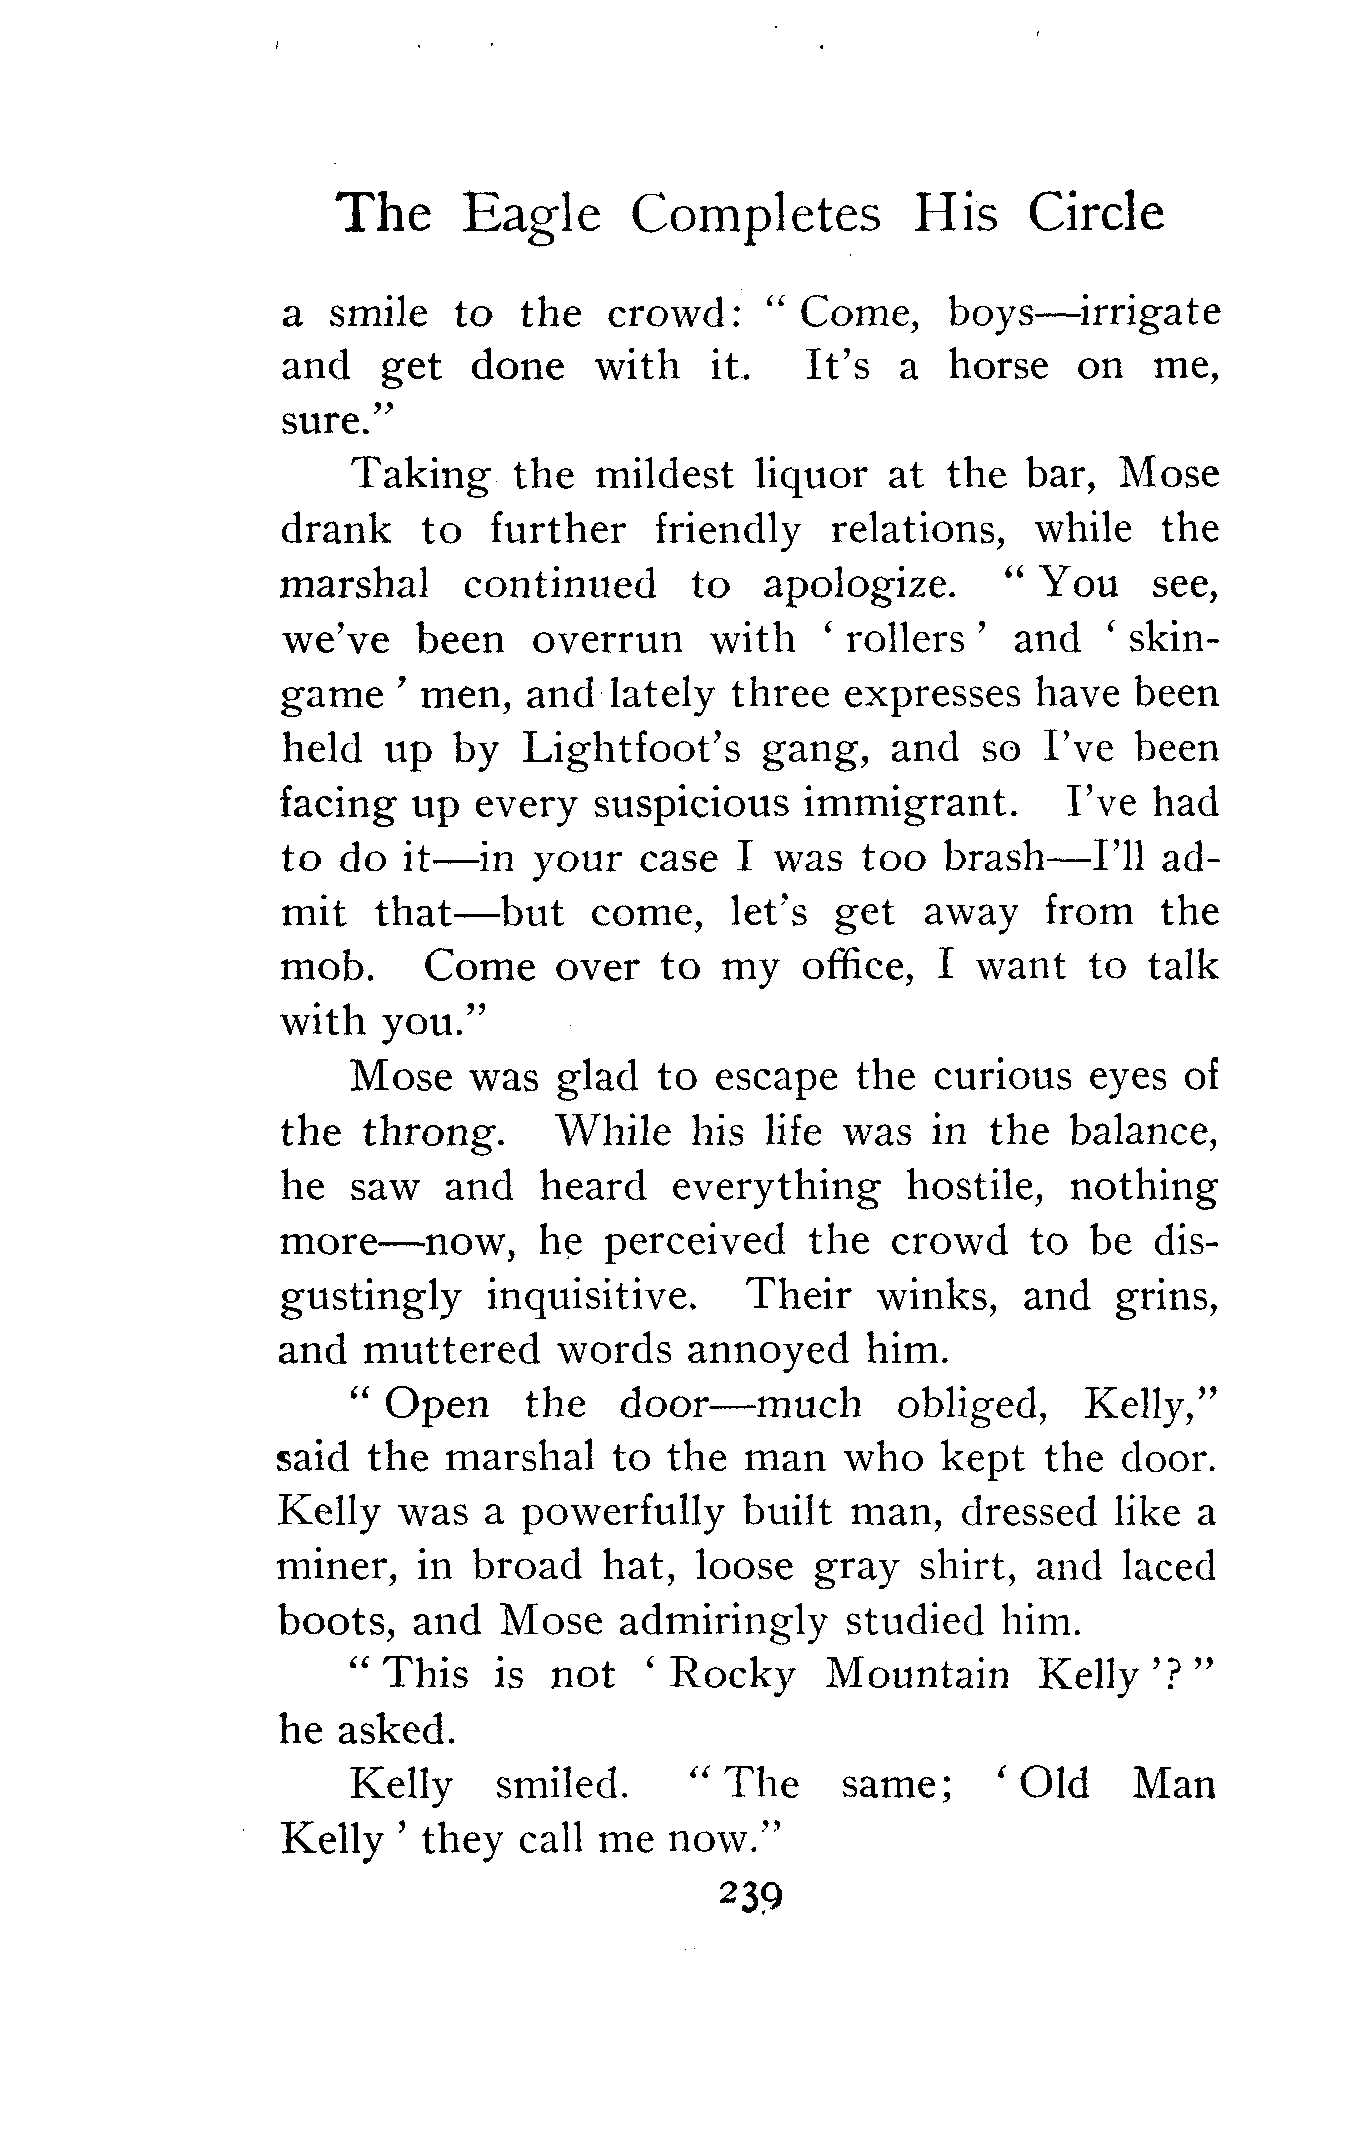 The Eagle Completes His Circle
a smile to the crowd: " Come, boys—irrigate
and get done with it. It's a horse on me,
sure."
Taking the mildest liquor at the bar, Mose
drank to further friendly relations, while the
marshal continued to apologize. " You see,
we've been overrun with ' rollers ' and ' skin-
game ' men, and lately three expresses have been
held up by Lightfoot's gang, and so I've been
facing up every suspicious immigrant. I've had
to do it—in your case I was too brash—I'll ad-
mit that—but come, let's get away from the
mob. Come over to my office, I want to talk
with you."
Mose was glad to escape the curious eyes of
the throng. While his life was in the balance,
he saw and heard everything hostile, nothing
more—now, he perceived the crowd to be dis-
gustingly inquisitive. Their winks, and grins,
and muttered words annoyed him.
" Open the door—much obliged, Kelly,"
said the marshal to the man who kept the door.
Kelly was a powerfully built man, dressed like a
miner, in broad hat, loose gray shirt, and laced
boots, and Mose admiringly studied him.
" This is not ' Rocky Mountain Kelly '? "
he asked.
Kelly smiled. " The same; ' Old Man
Kelly ' they call me now."
239